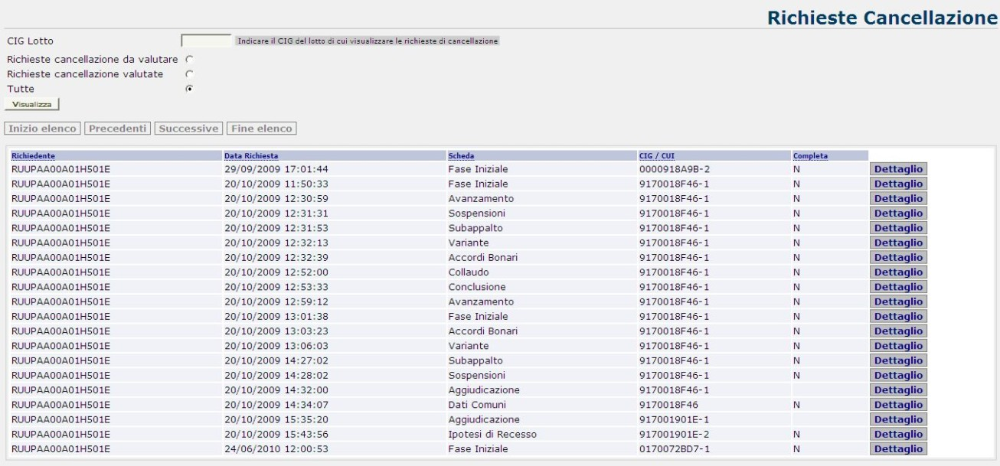 Richieste Cancellazione
CIG Lotto Indicare il CIG del lotto di cui visualizzare le richieste di cancellazione
Richieste cancellazione da valutare
Richieste cancellazione valutate
Tutte
Visualizza
Inizio elenco Precedenti Successive Fine elenco
Richiedente Data Richiesta Scheda CIG / CUI Completa
RUUPAA00A01H501E 29/09/2009 17:01:44 Fase Iniziale 0000918A9B-2 N Dettaglio
RUUPAA00A01H501E 20/10/2009 11:50:33 Fase Iniziale 9170018F46-1 N Dettaglio
RUUPAA00A01H501E 20/10/2009 12:30:59 Avanzamento 9170018F46-1 N Dettaglio
RUUPAA00A01H501E 20/10/2009 12:31:31 Sospensioni 9170018F46-1 N Dettaglio
RUUPAA00A01H501E 20/10/2009 12:31:53 Subappalto 9170018F46-1 N Dettaglio
RUUPAA00A01H501E 20/10/2009 12:32:13 Variante 9170018F46-1 N Dettaglio
RUUPAA00A01H501E 20/10/2009 12:32:39 Accordi Bonari 9170018F46-1 N Dettaglio
RUUPAA00A01H501E 20/10/2009 12:52:00 Collaudo 9170018F46-1 N Dettaglio
RUUPAA00A01H501E 20/10/2009 12:53:33 Conclusione 9170018F46-1 N Dettaglio
RUUPAA00A01H501E 20/10/2009 12:59:12 Avanzamento 9170018F46-1 N Dettaglio
RUUPAA00A01H501E 20/10/2009 13:01:38 Fase Iniziale 9170018F46-1 N Dettaglio
RUUPAA00A01H501E 20/10/2009 13:03:23 Accordi Bonari 9170018F46-1 N Dettaglio
RUUPAA00A01H501E 20/10/2009 13:06:03 Variante 9170018F46-1 N Dettaglio
RUUPAA00A01H501E 20/10/2009 14:27:02 Subappalto 9170018F46-1 N Dettaglio
RUUPAA00A01H501E 20/10/2009 14:28:02 Sospensioni 9170018F46-1 N Dettaglio
RUUPAA00A01H501E 20/10/2009 14:32:00 Aggiudicazione 9170018F46-1 Dettaglio
RUUPAA00A01H501E 20/10/2009 14:34:07 Dati Comuni 9170018F46 N Dettaglio
RUUPAA00A01H501E 20/10/2009 15:35:20 Aggiudicazione 917001901E-1 Dettaglio
RUUPAA00A01H501E 20/10/2009 15:43:56 Ipotesi di Recesso 917001901E-2 N Dettaglio
RUUPAA00A01H501E 24/06/2010 12:00:53 Fase Iniziale 0170072BD7-1 N Dettaglio